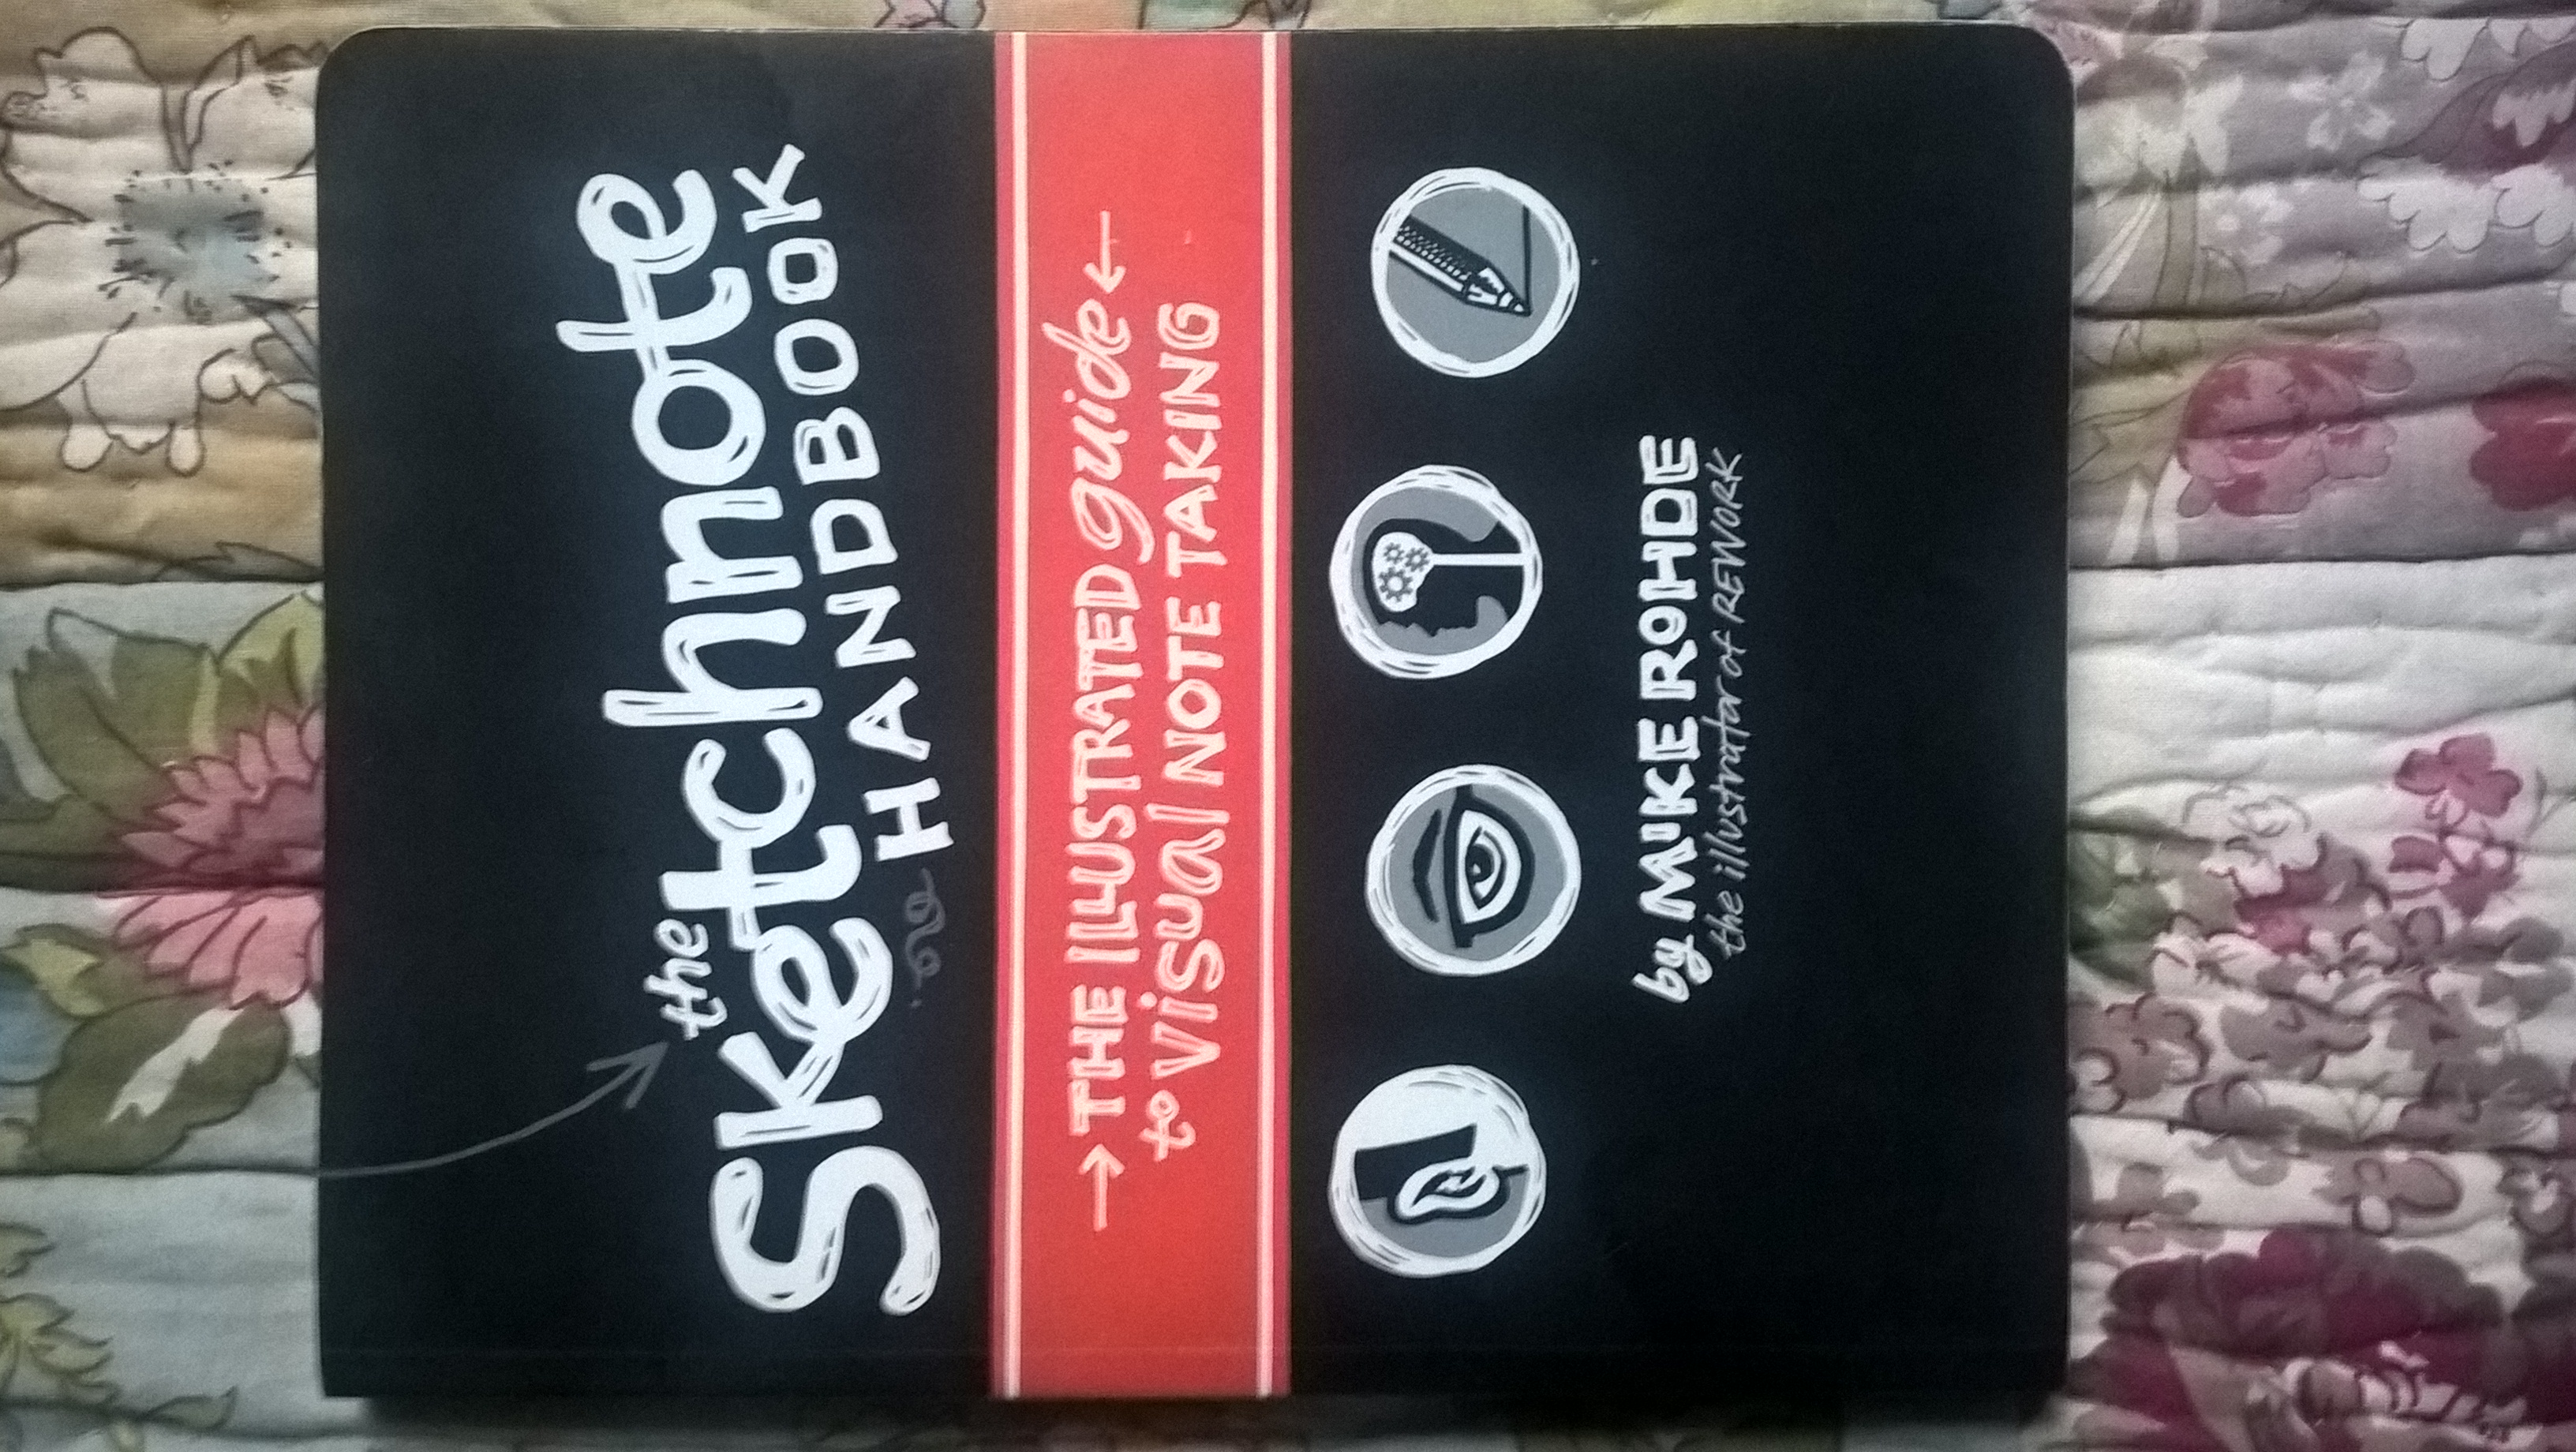 the
Sketchnote
HANDBOOK
→ THE ILLUSTRATED guide ←
to visual NOTE TAKING
by MIKE ROHDE
the illustrator of REWORK